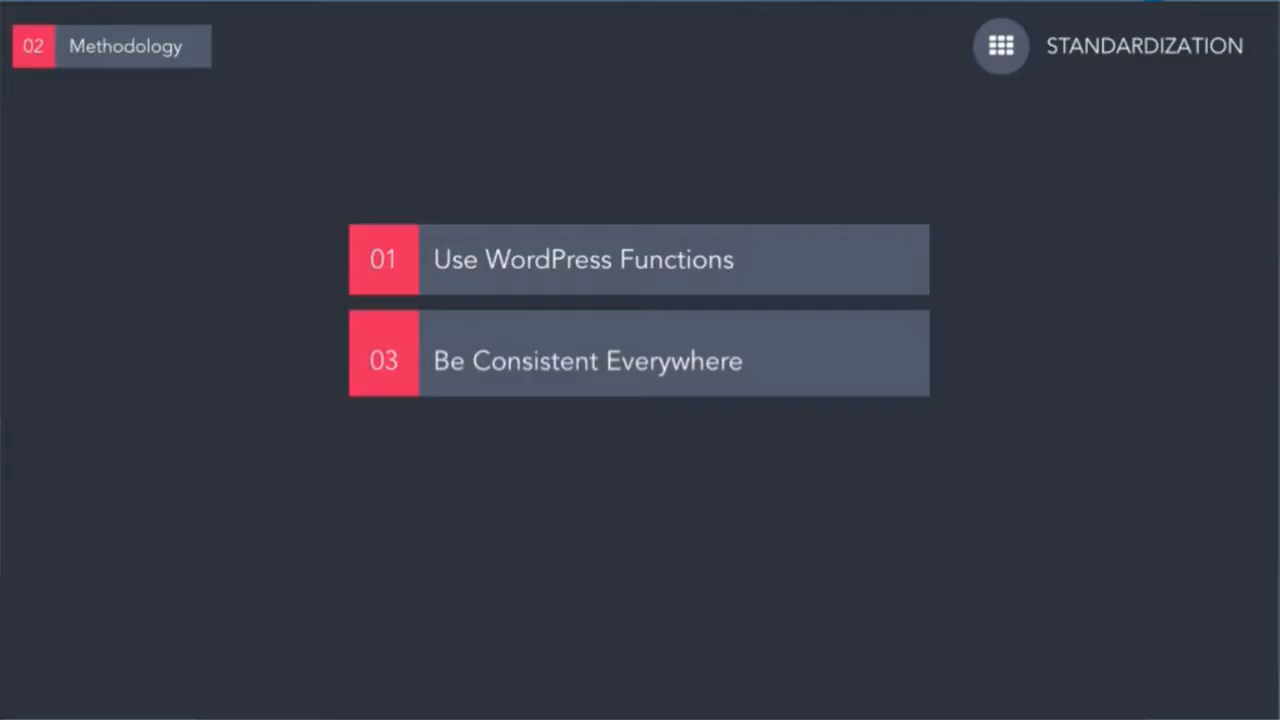 02 Methodology
STANDARDIZATION
01 Use WordPress Functions
03 Be Consistent Everywhere